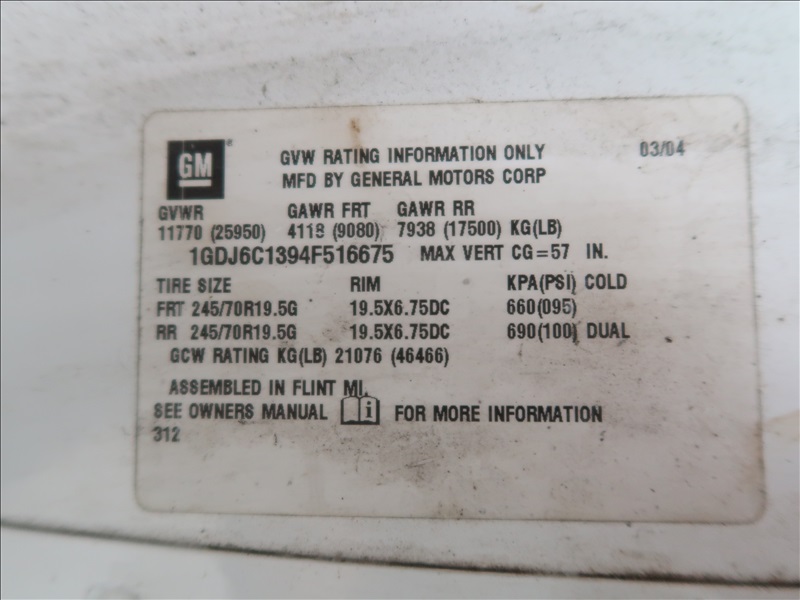 GM
GVW RATING INFORMATION ONLY 03/04
MFD BY GENERAL MOTORS CORP
GVWR GAWR FRT GAWR RR
11770 (25950) 4118 (9080) 7938 (17500) KG(LB)
1GDJ6C1394F516675 MAX VERT CG=57 IN.
TIRE SIZE RIM KPA(PSI) COLD
FRT 245/70R19.5G 19.5X6.75DC 660(095)
RR 245/70R19.5G 19.5X6.75DC 690(100) DUAL
GCW RATING KG(LB) 21076 (46466)
ASSEMBLED IN FLINT MI.
SEE OWNERS MANUAL i FOR MORE INFORMATION
312